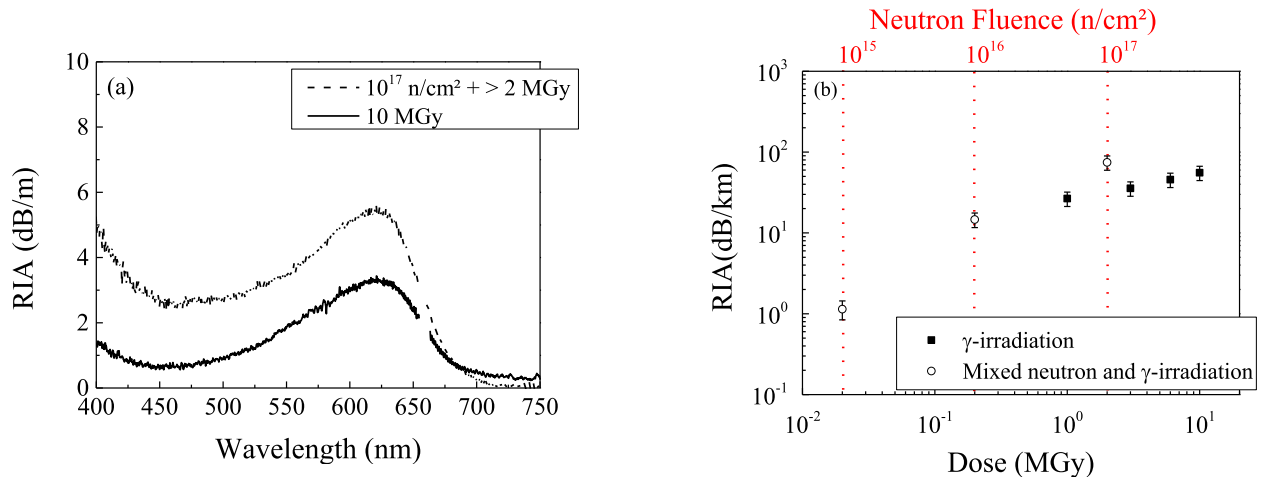 (a)
10¹⁷ n/cm² + > 2 MGy
10 MGy
10
8
6
4
2
0
RIA (dB/m)
400 450 500 550 600 650 700 750
Wavelength (nm)
Neutron Fluence (n/cm²)
10¹⁵ 10¹⁶ 10¹⁷
(b)
10³
10²
10¹
10⁰
10⁻¹
RIA(dB/km)
γ-irradiation
Mixed neutron and γ-irradiation
10⁻² 10⁻¹ 10⁰ 10¹
Dose (MGy)